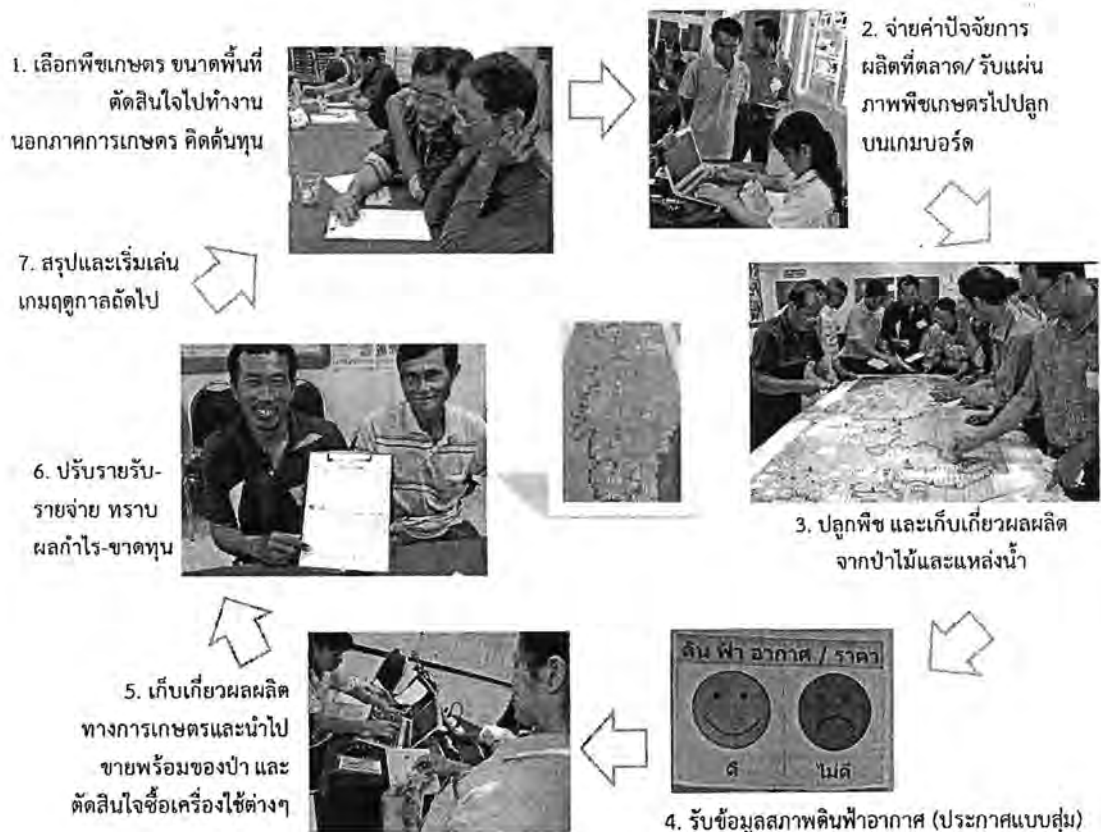 1. เลือกพืชเกษตร ขนาดพื้นที่
ตัดสินใจไปทำงาน
นอกภาคการเกษตร คิดต้นทุน
2. จ่ายค่าปัจจัยการ
ผลิตที่ตลาด/ รับแผ่น
ภาพพืชเกษตรไปปลูก
บนเกมบอร์ด
3. ปลูกพืช และเก็บเกี่ยวผลผลิต
จากป่าไม้และแหล่งน้ำ
ดิน ฟ้า อากาศ / ราคา
ดี
ไม่ดี
4. รับข้อมูลสภาพดินฟ้าอากาศ (ประกาศแบบสุ่ม)
5. เก็บเกี่ยวผลผลิต
ทางการเกษตรและนำไป
ขายพร้อมของป่า และ
ตัดสินใจซื้อเครื่องใช้ต่างๆ
6. ปรับรายรับ-
รายจ่าย ทราบ
ผลกำไร-ขาดทุน
7. สรุปและเริ่มเล่น
เกมฤดูกาลถัดไป